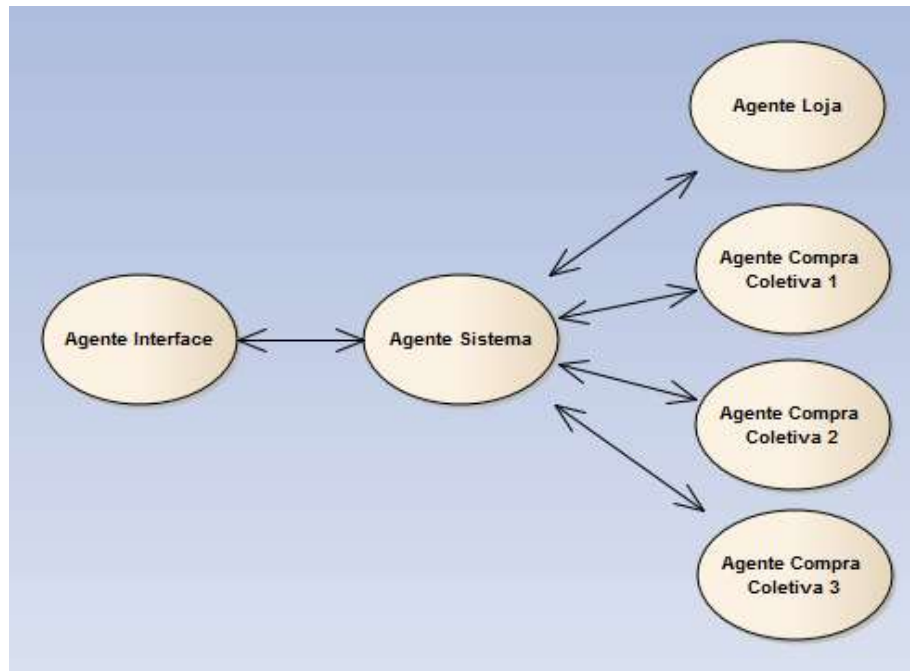 Agente Loja
Agente Compra
Coletiva 1
Agente Interface
Agente Sistema
Agente Compra
Coletiva 2
Agente Compra
Coletiva 3